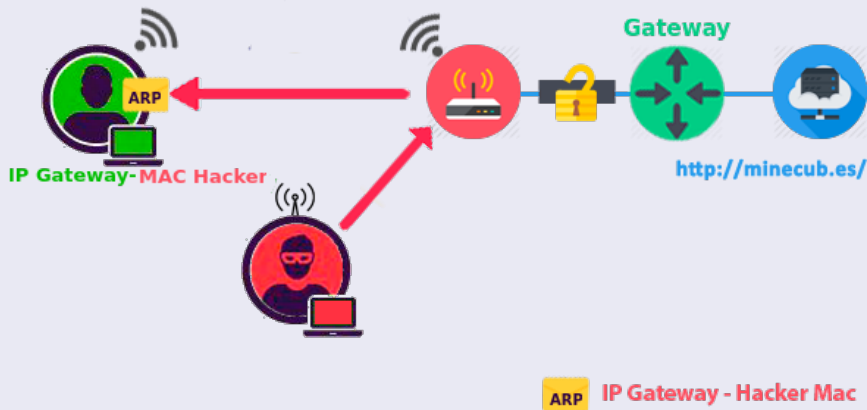 Gateway
ARP
IP Gateway-MAC Hacker
http://minecub.es/
ARP IP Gateway - Hacker Mac